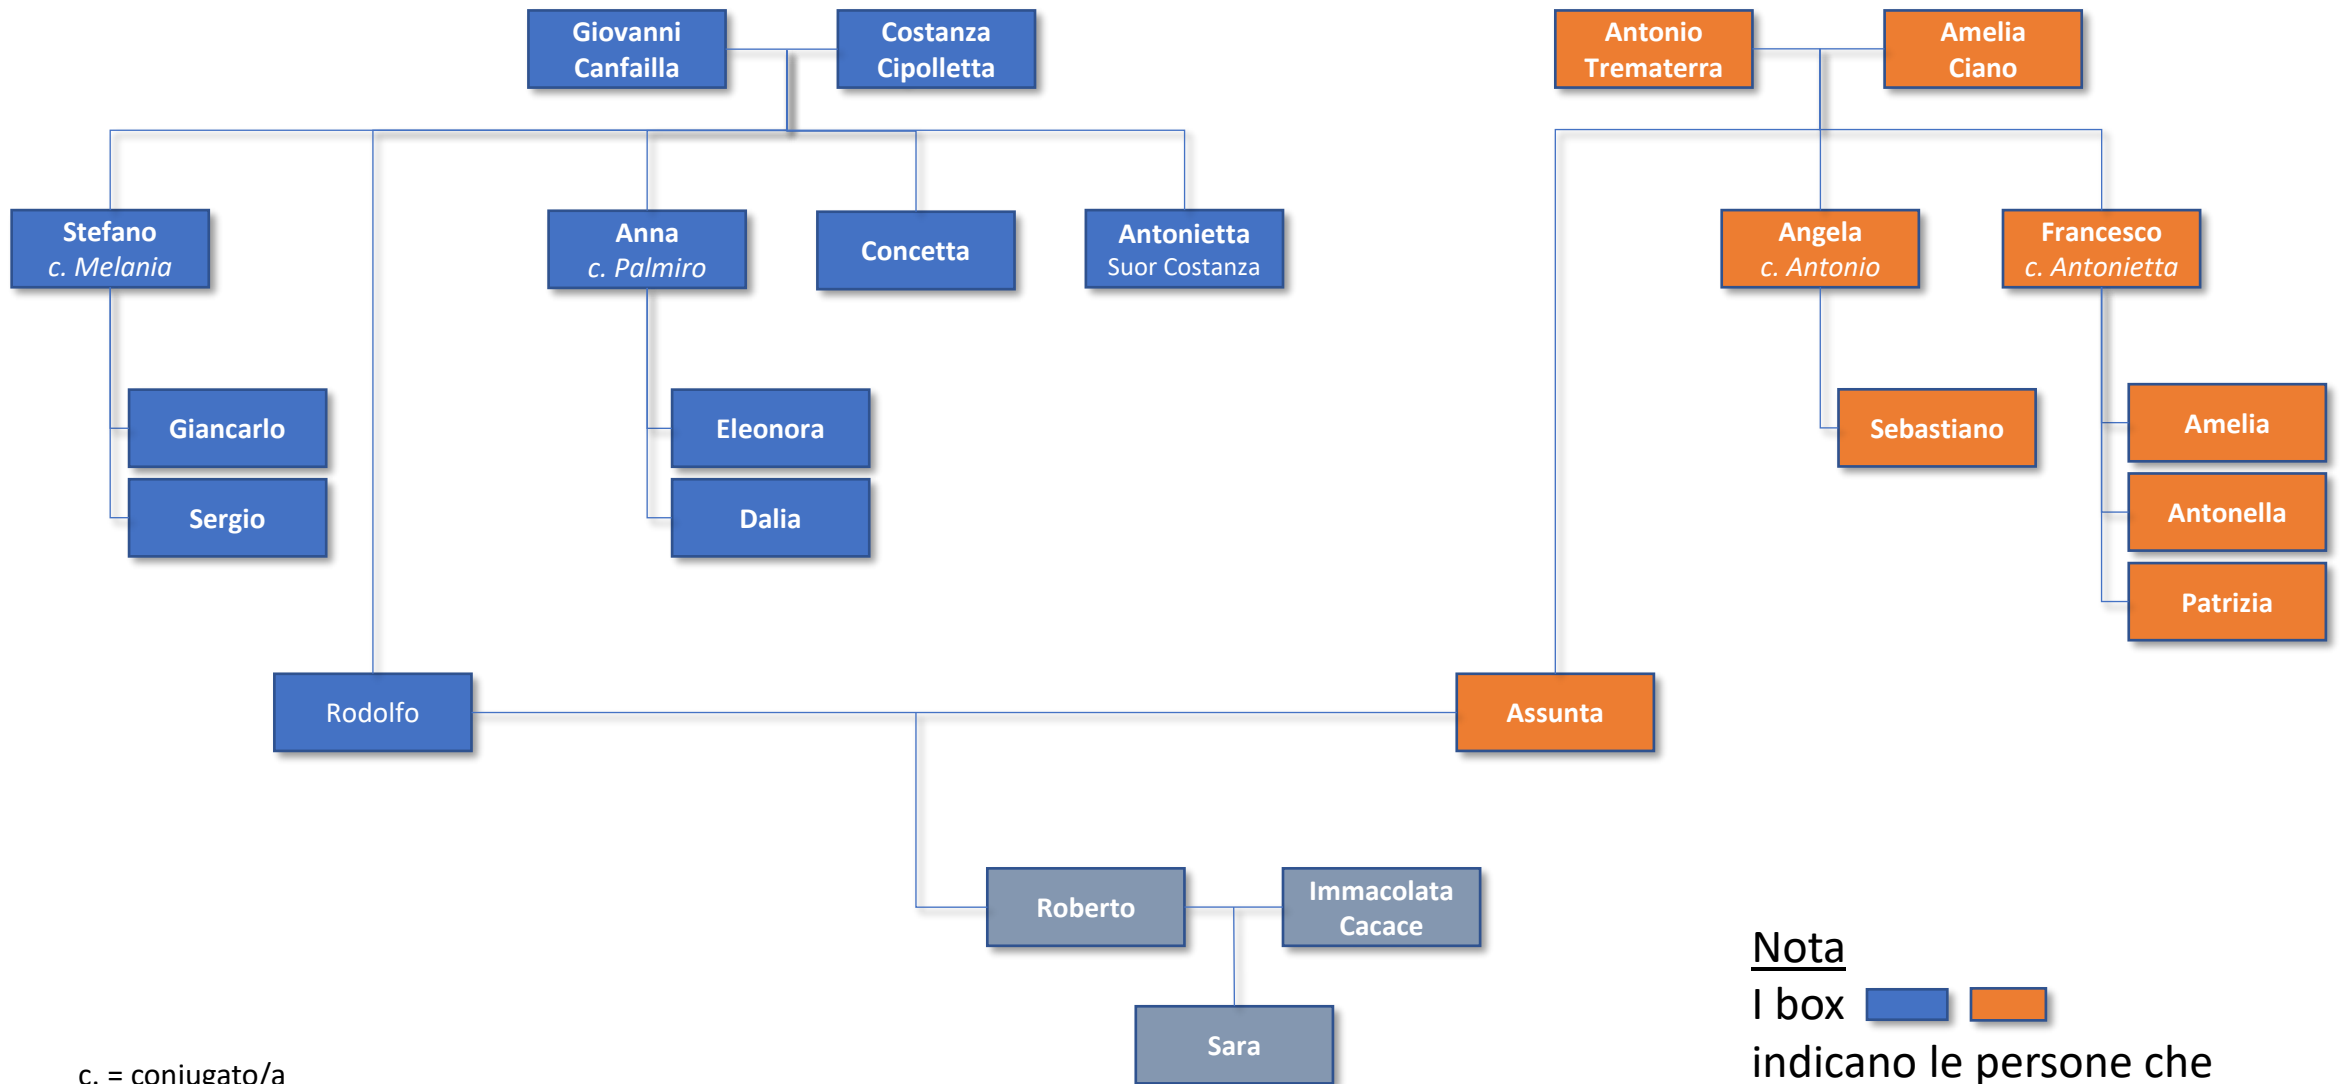 Giovanni
Canfailla
Costanza
Cipolletta
Antonio
Trematerra
Amelia
Ciano
Stefano
c. Melania
Anna
c. Palmiro
Concetta
Antonietta
Suor Costanza
Angela
c. Antonio
Francesco
c. Antonietta
Giancarlo
Sergio
Eleonora
Dalia
Sebastiano
Amelia
Antonella
Patrizia
Rodolfo
Assunta
Roberto
Immacolata
Cacace
Sara
c. = coniugato/a
Nota
I box
indicano le persone che